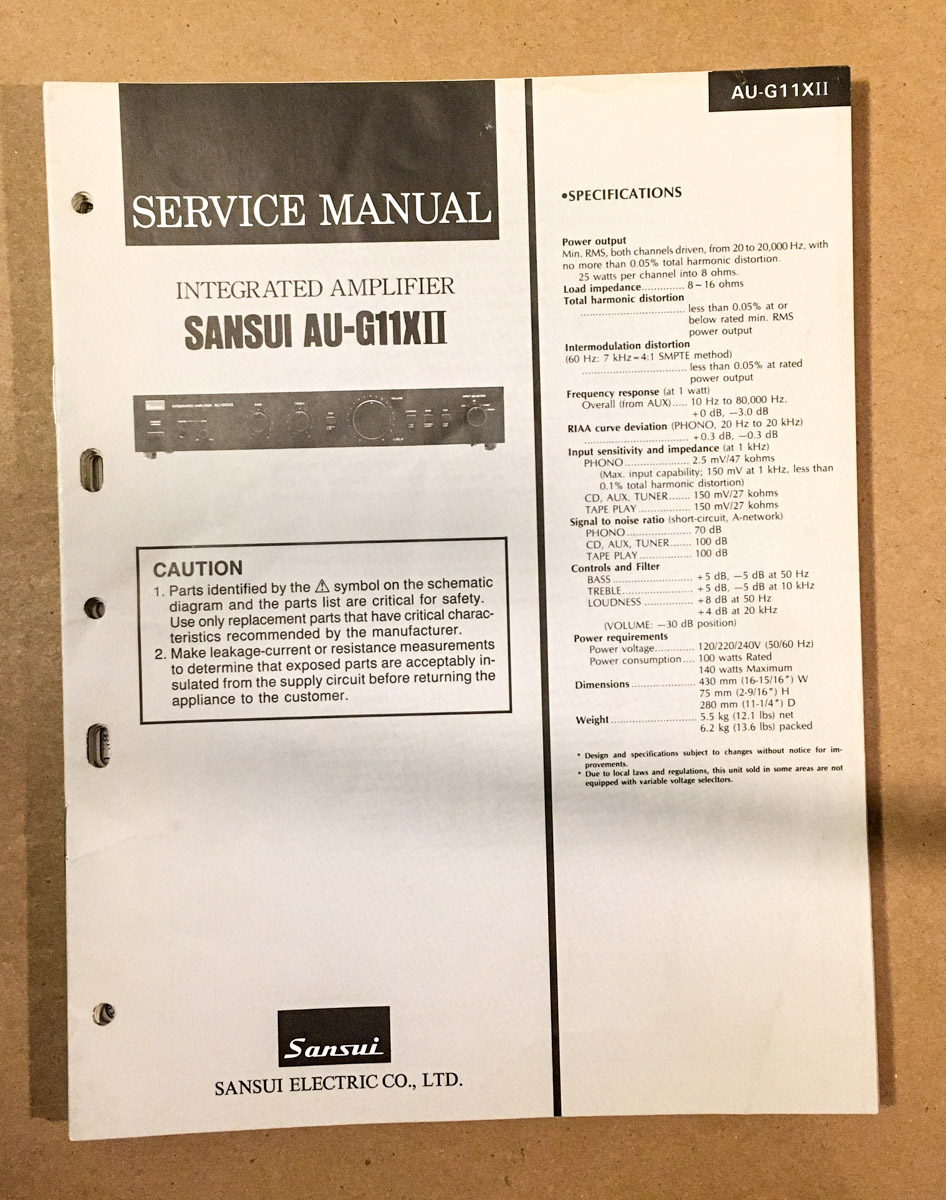 SERVICE MANUAL
INTEGRATED AMPLIFIER
SANSUI AU-G11XII
CAUTION
1. Parts identified by the ⚠ symbol on the schematic
diagram and the parts list are critical for safety.
Use only replacement parts that have critical charac-
teristics recommended by the manufacturer.
2. Make leakage-current or resistance measurements
to determine that exposed parts are acceptably in-
sulated from the supply circuit before returning the
appliance to the customer.
Sansui
SANSUI ELECTRIC CO., LTD.
AU-G11XII
•SPECIFICATIONS
Power output
Min. RMS, both channels driven, from 20 to 20,000 Hz, with
no more than 0.05% total harmonic distortion.
25 watts per channel into 8 ohms.
Load impedance.............. 8~16 ohms
Total harmonic distortion
................................... less than 0.05% at or
below rated min. RMS
power output
Intermodulation distortion
(60 Hz: 7 kHz=4:1 SMPTE method)
................................... less than 0.05% at rated
power output
Frequency response (at 1 watt)
Overall (from AUX)..... 10 Hz to 80,000 Hz,
+0 dB, −3.0 dB
RIAA curve deviation (PHONO, 20 Hz to 20 kHz)
................................... +0.3 dB, −0.3 dB
Input sensitivity and impedance (at 1 kHz)
PHONO..................... 2.5 mV/47 kohms
(Max. input capability; 150 mV at 1 kHz, less than
0.1% total harmonic distortion)
CD, AUX, TUNER....... 150 mV/27 kohms
TAPE PLAY................. 150 mV/27 kohms
Signal to noise ratio (short-circuit, A-network)
PHONO..................... 70 dB
CD, AUX, TUNER....... 100 dB
TAPE PLAY................. 100 dB
Controls and Filter
BASS.......................... +5 dB, −5 dB at 50 Hz
TREBLE....................... +5 dB, −5 dB at 10 kHz
LOUDNESS ................ +8 dB at 50 Hz
+4 dB at 20 kHz
(VOLUME: −30 dB position)
Power requirements
Power voltage............. 120/220/240V (50/60 Hz)
Power consumption.... 100 watts Rated
140 watts Maximum
Dimensions..................... 430 mm (16-15/16") W
75 mm (2-9/16") H
280 mm (11-1/4") D
Weight............................ 5.5 kg (12.1 lbs) net
6.2 kg (13.6 lbs) packed
* Design and specifications subject to changes without notice for im-
provements.
* Due to local laws and regulations, this unit sold in some areas are not
equipped with variable voltage selecltors.